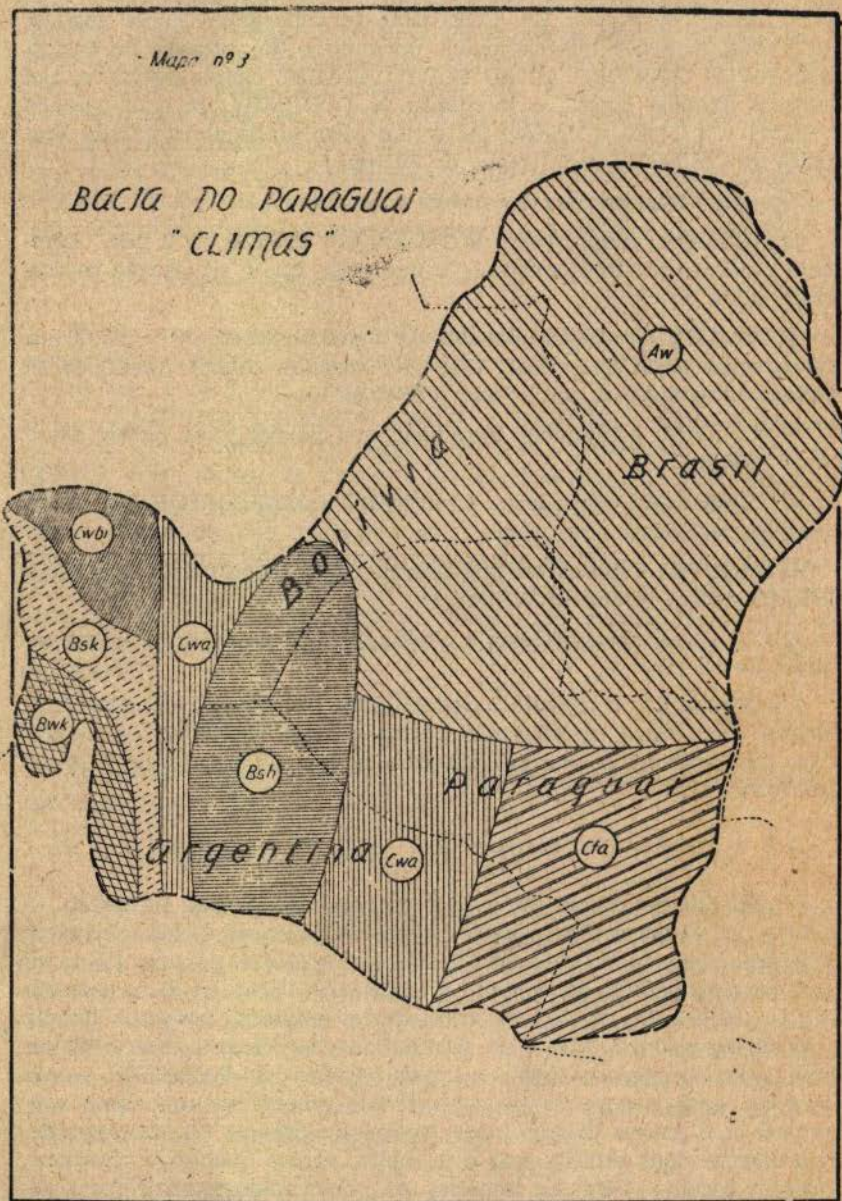 Mapa nº 3
BACIA DO PARAGUAI
"CLIMAS"
Aw
Brasil
Bolivia
Cwbi
Bsk
Cwa
Bwk
Bsh
Paraguai
Argentina
Cwa
Cfa